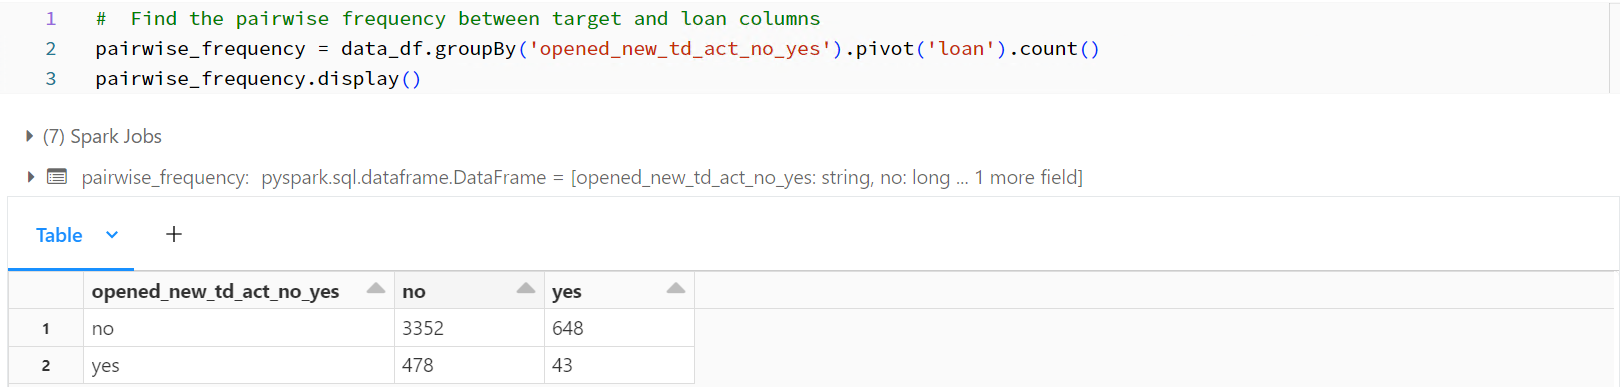 1 #  Find the pairwise frequency between target and loan columns
2 pairwise_frequency = data_df.groupBy('opened_new_td_act_no_yes').pivot('loan').count()
3 pairwise_frequency.display()
(7) Spark Jobs
pairwise_frequency: pyspark.sql.dataframe.DataFrame = [opened_new_td_act_no_yes: string, no: long ... 1 more field]
Table +
opened_new_td_act_no_yes no yes
1 no 3352 648
2 yes 478 43